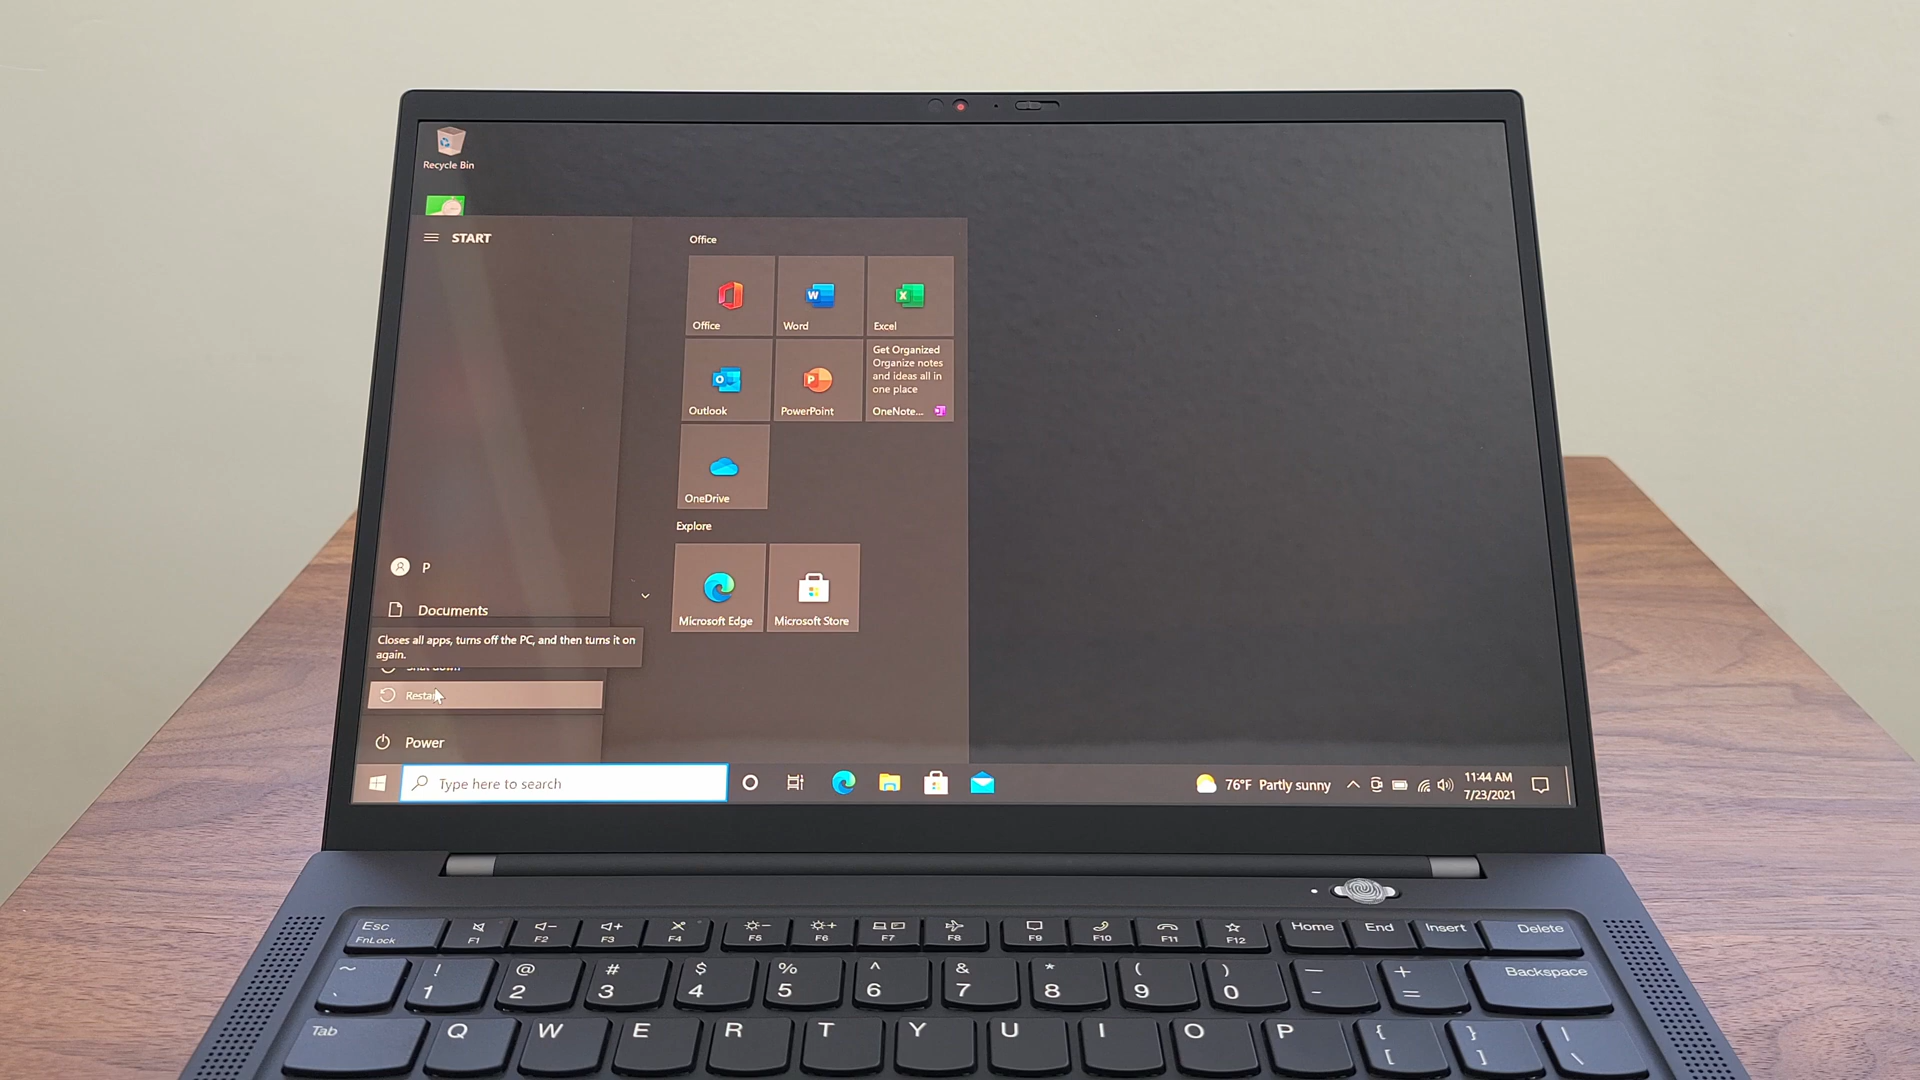 Recycle Bin
START
Office
Office
Word
Excel
Outlook
PowerPoint
Get Organized
Organize notes
and ideas all in
one place
OneNote...
OneDrive
Explore
Microsoft Edge
Microsoft Store
P
Documents
Closes all apps, turns off the PC, and then turns it on
again.
Shut down
Restart
Power
Type here to search
76°F Partly sunny
11:44 AM
7/23/2021
Esc
FnLock
F1
F2
F3
F4
F5
F6
F7
F8
F9
F10
F11
F12
Home
End
Insert
Delete
~ `
! 1
@ 2
# 3
$ 4
% 5
^ 6
& 7
* 8
( 9
) 0
— -
+ =
Backspace
Tab
Q
W
E
R
T
Y
U
I
O
P
{ [
} ]
| \